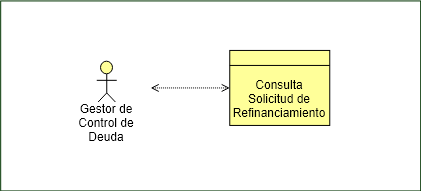 Gestor de
Control de
Deuda
Consulta
Solicitud de
Refinanciamiento